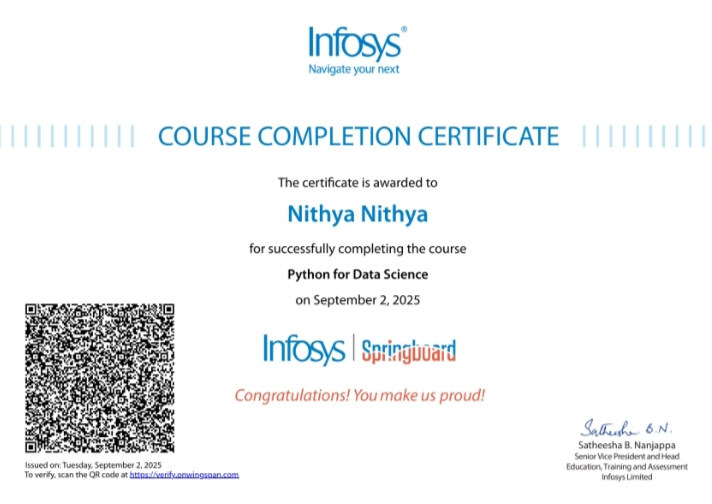 Infosys®
Navigate your next
COURSE COMPLETION CERTIFICATE
The certificate is awarded to
Nithya Nithya
for successfully completing the course
Python for Data Science
on September 2, 2025
Infosys | Springboard
Congratulations! You make us proud!
Issued on: Tuesday, September 2, 2025
To verify, scan the QR code at https://verify.onwingspan.com
Satheesha B.N.
Satheesha B. Nanjappa
Senior Vice President and Head
Education, Training and Assessment
Infosys Limited